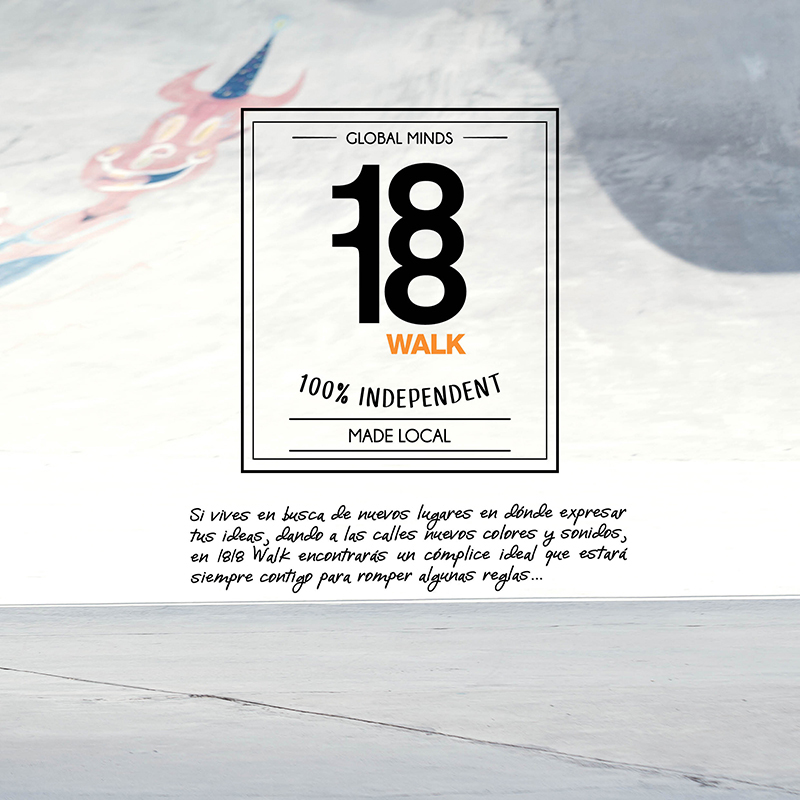 GLOBAL MINDS
18
18
WALK
100% INDEPENDENT
MADE LOCAL
Si vives en busca de nuevos lugares en dónde expresar
tus ideas, dando a las calles nuevos colores y sonidos,
en 1818 Walk encontrarás un cómplice ideal que estará
siempre contigo para romper algunas reglas...